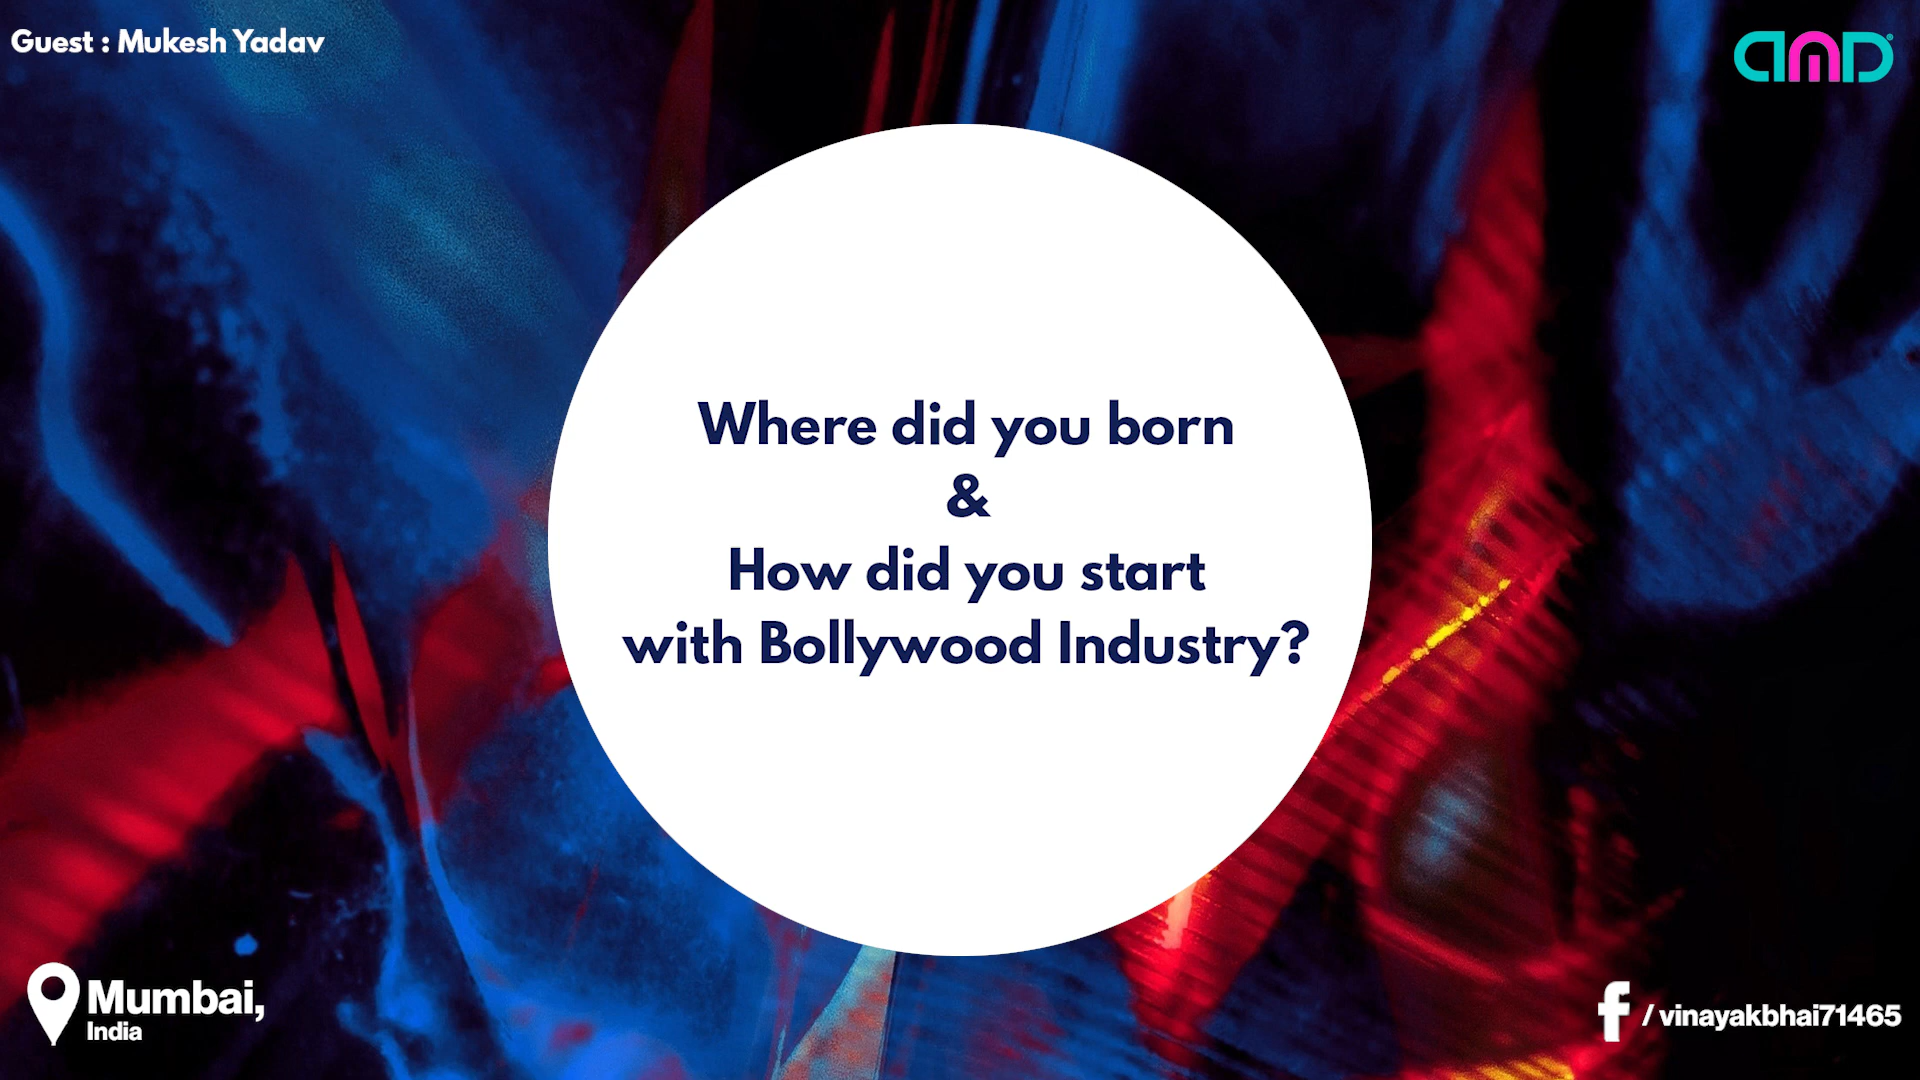 Guest : Mukesh Yadav
AMD
Where did you born
&
How did you start
with Bollywood Industry?
Mumbai,
India
/ vinayakbhai71465